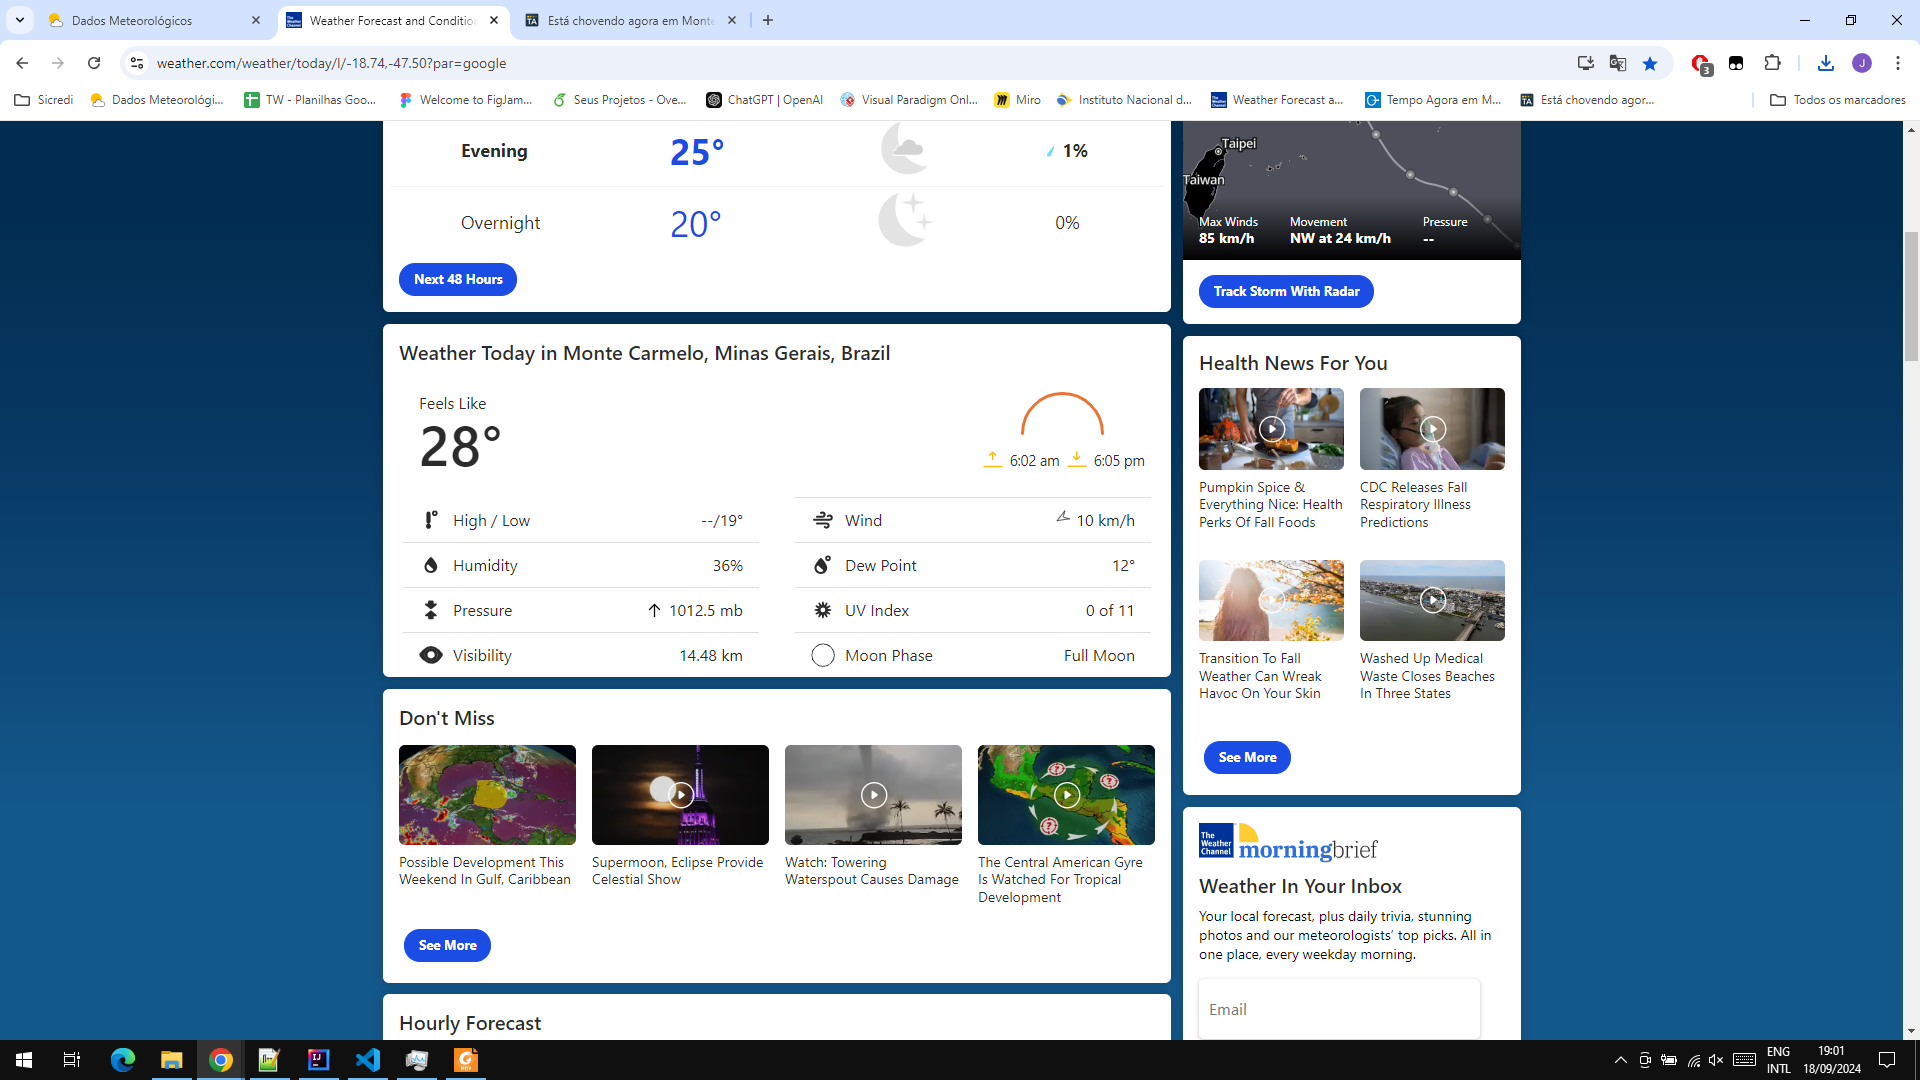 Dados Meteorológicos
Weather Forecast and Condition
Está chovendo agora em Monte
weather.com/weather/today/l/-18.74,-47.50?par=google
3
J
Sicredi
Dados Meteorológi...
TW - Planilhas Goo...
Welcome to FigJam...
Seus Projetos - Ove...
ChatGPT | OpenAI
Visual Paradigm Onl...
Miro
Instituto Nacional d...
Weather Forecast a...
Tempo Agora em M...
Está chovendo agor...
Todos os marcadores
Evening 25° 1%
Overnight 20° 0%
Next 48 Hours
Weather Today in Monte Carmelo, Minas Gerais, Brazil
Feels Like
28°
6:02 am 6:05 pm
High / Low --/19°
Wind 10 km/h
Humidity 36%
Dew Point 12°
Pressure 1012.5 mb
UV Index 0 of 11
Visibility 14.48 km
Moon Phase Full Moon
Don't Miss
Possible Development This
Weekend In Gulf, Caribbean
Supermoon, Eclipse Provide
Celestial Show
Watch: Towering
Waterspout Causes Damage
The Central American Gyre
Is Watched For Tropical
Development
See More
Hourly Forecast
Taipei
Taiwan
Max Winds Movement Pressure
85 km/h NW at 24 km/h --
Track Storm With Radar
Health News For You
Pumpkin Spice &
Everything Nice: Health
Perks Of Fall Foods
CDC Releases Fall
Respiratory Illness
Predictions
Transition To Fall
Weather Can Wreak
Havoc On Your Skin
Washed Up Medical
Waste Closes Beaches
In Three States
See More
The
Weather
Channel
morningbrief
Weather In Your Inbox
Your local forecast, plus daily trivia, stunning
photos and our meteorologists’ top picks. All in
one place, every weekday morning.
Email
ENG
INTL
19:01
18/09/2024